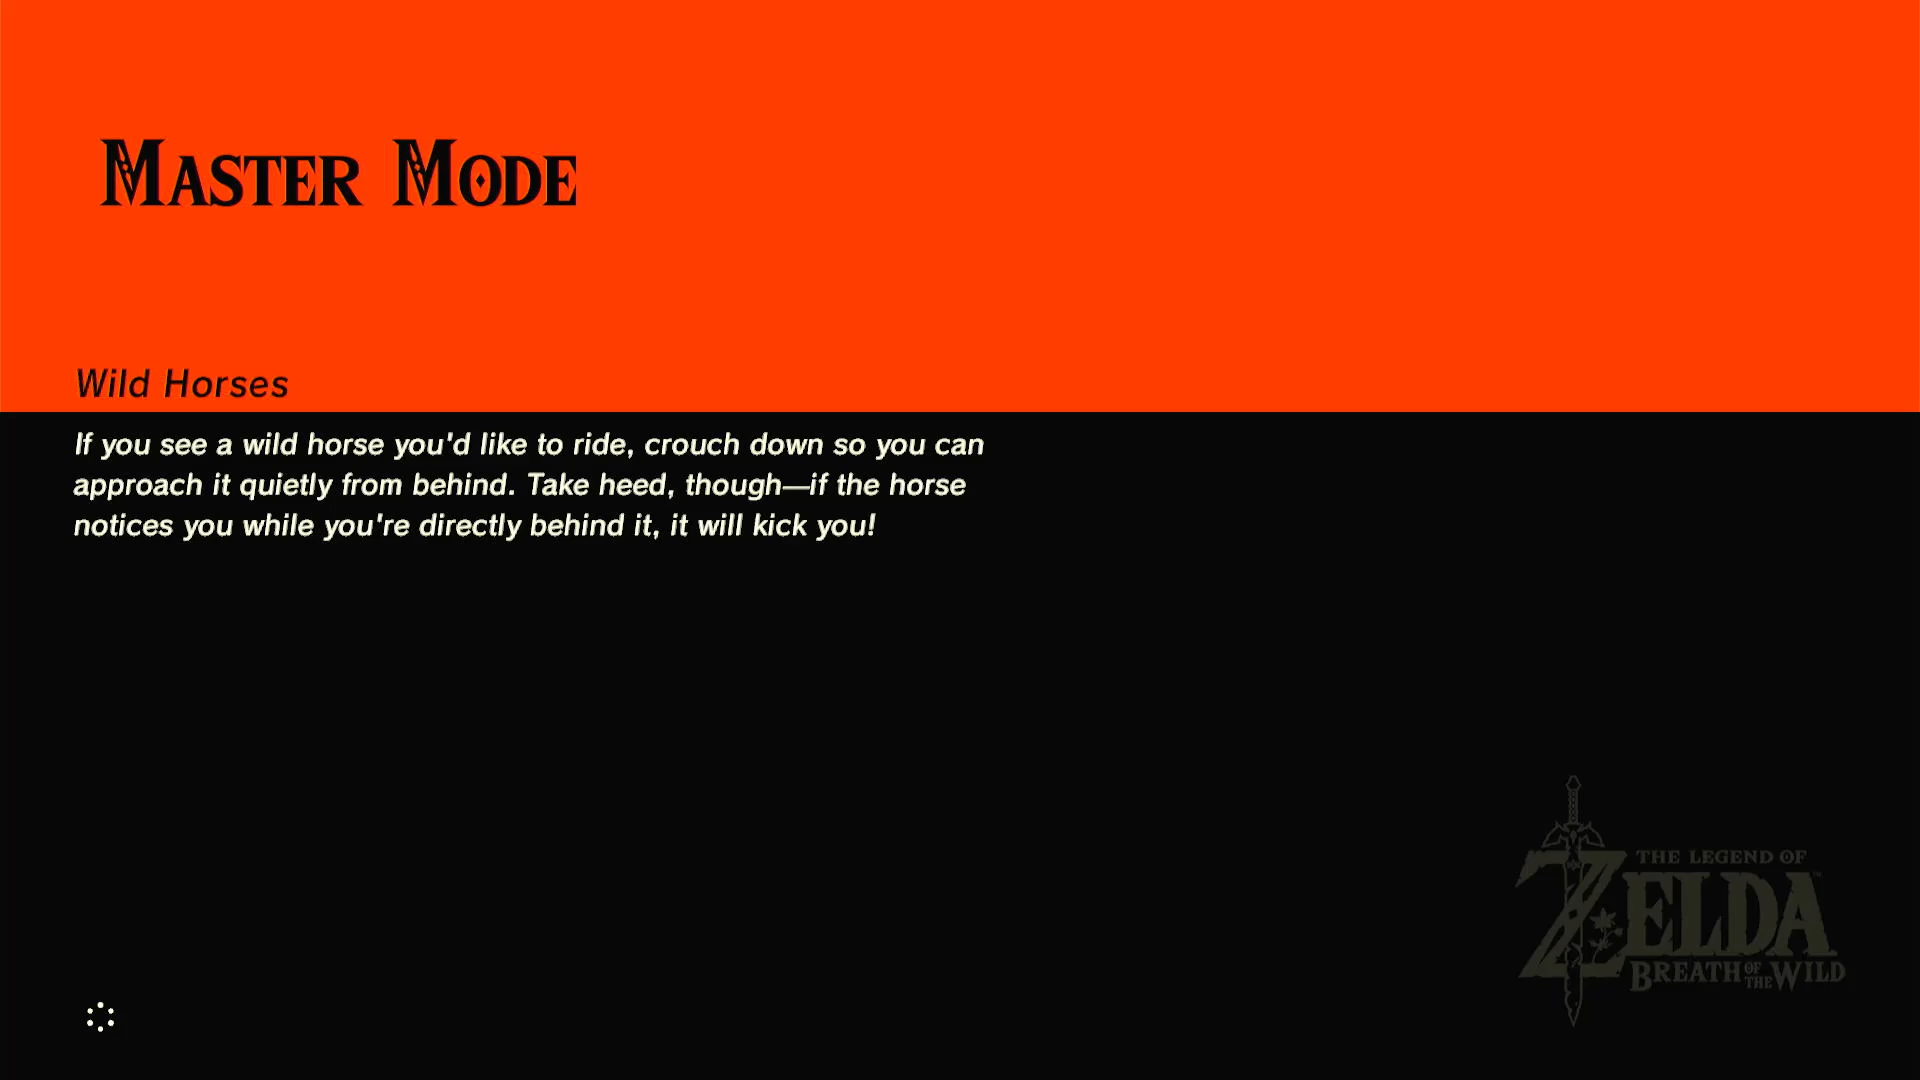 Master Mode
Wild Horses
If you see a wild horse you'd like to ride, crouch down so you can
approach it quietly from behind. Take heed, though—if the horse
notices you while you're directly behind it, it will kick you!
THE LEGEND OF
ZELDA™
BREATH OF THE WILD